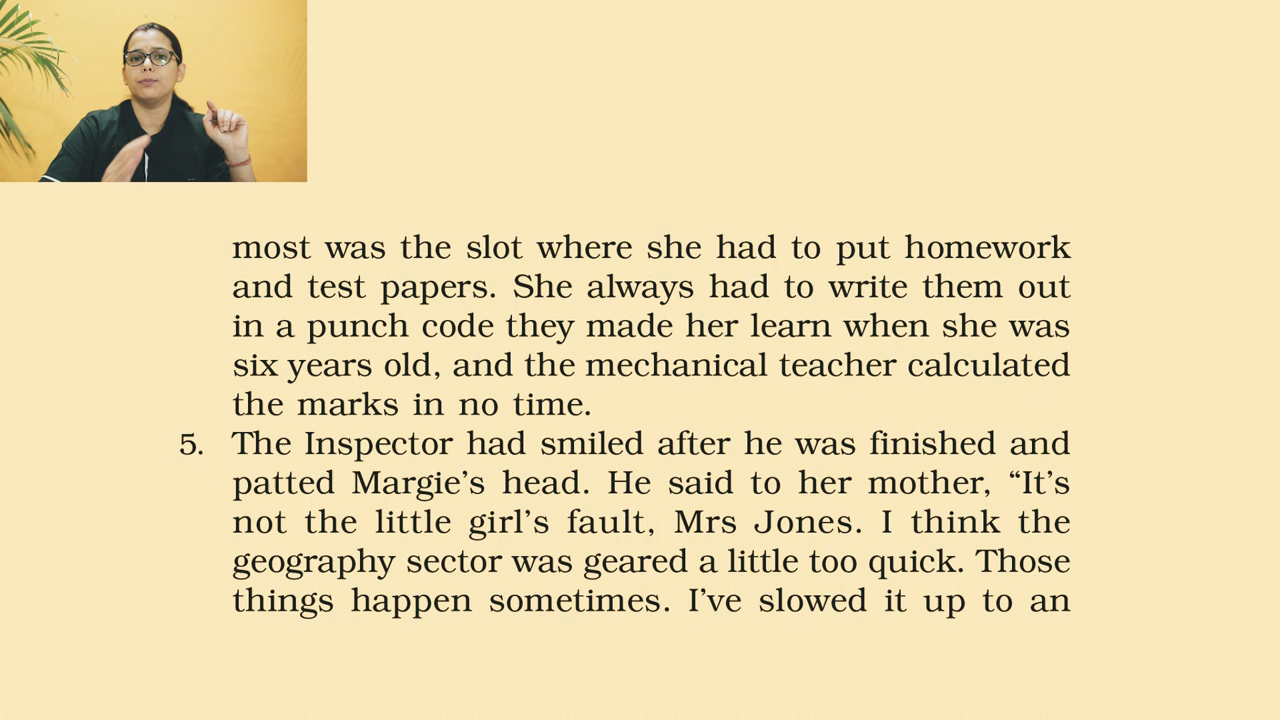 most was the slot where she had to put homework
and test papers. She always had to write them out
in a punch code they made her learn when she was
six years old, and the mechanical teacher calculated
the marks in no time.
5. The Inspector had smiled after he was finished and
patted Margie’s head. He said to her mother, “It’s
not the little girl’s fault, Mrs Jones. I think the
geography sector was geared a little too quick. Those
things happen sometimes. I’ve slowed it up to an